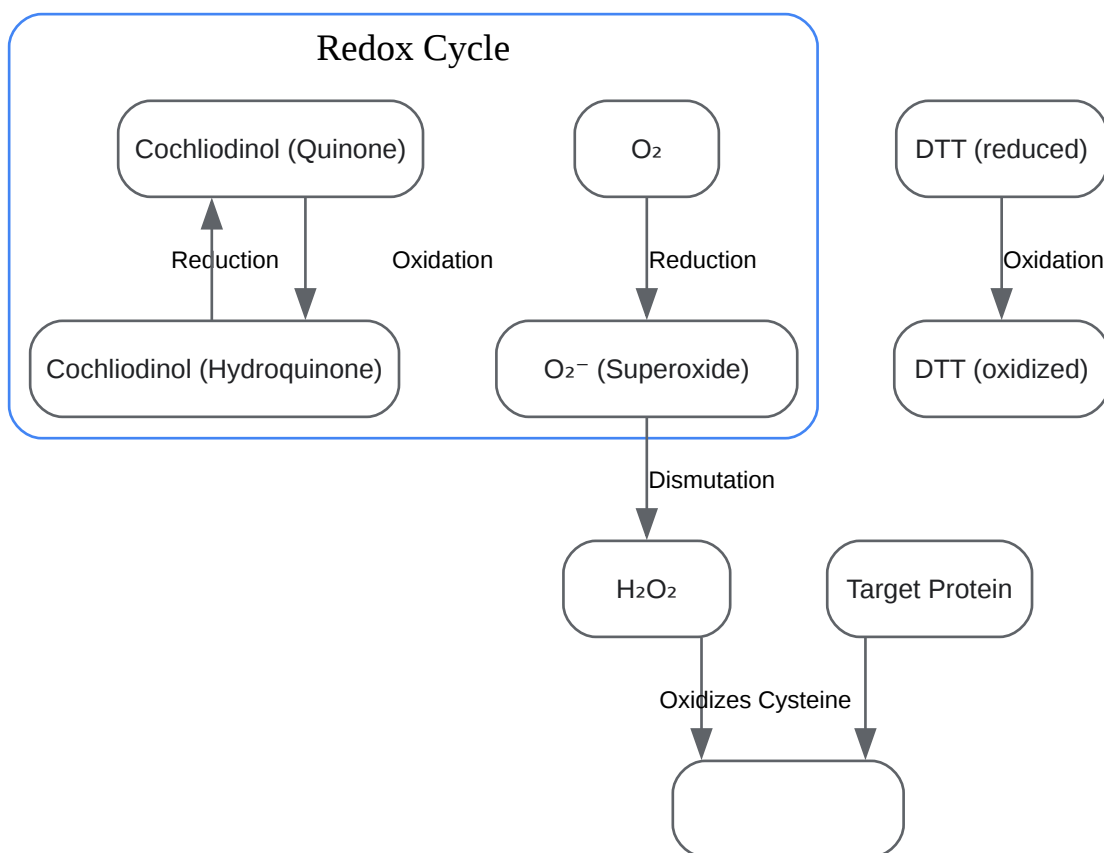 Redox Cycle
Cochliodinol (Quinone)
O₂
DTT (reduced)
Reduction
Oxidation
Reduction
Oxidation
Cochliodinol (Hydroquinone)
O₂⁻ (Superoxide)
DTT (oxidized)
Dismutation
H₂O₂
Target Protein
Oxidizes Cysteine